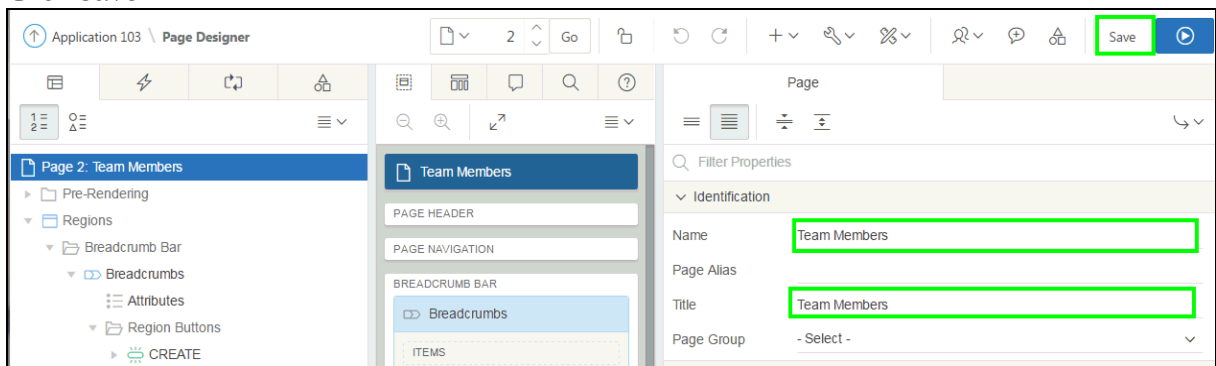 Application 103 \ Page Designer
2
Go
Save
Page
Page 2: Team Members
Pre-Rendering
Regions
Breadcrumb Bar
Breadcrumbs
Attributes
Region Buttons
CREATE
Team Members
PAGE HEADER
PAGE NAVIGATION
BREADCRUMB BAR
Breadcrumbs
ITEMS
Filter Properties
Identification
Name Team Members
Page Alias
Title Team Members
Page Group - Select -